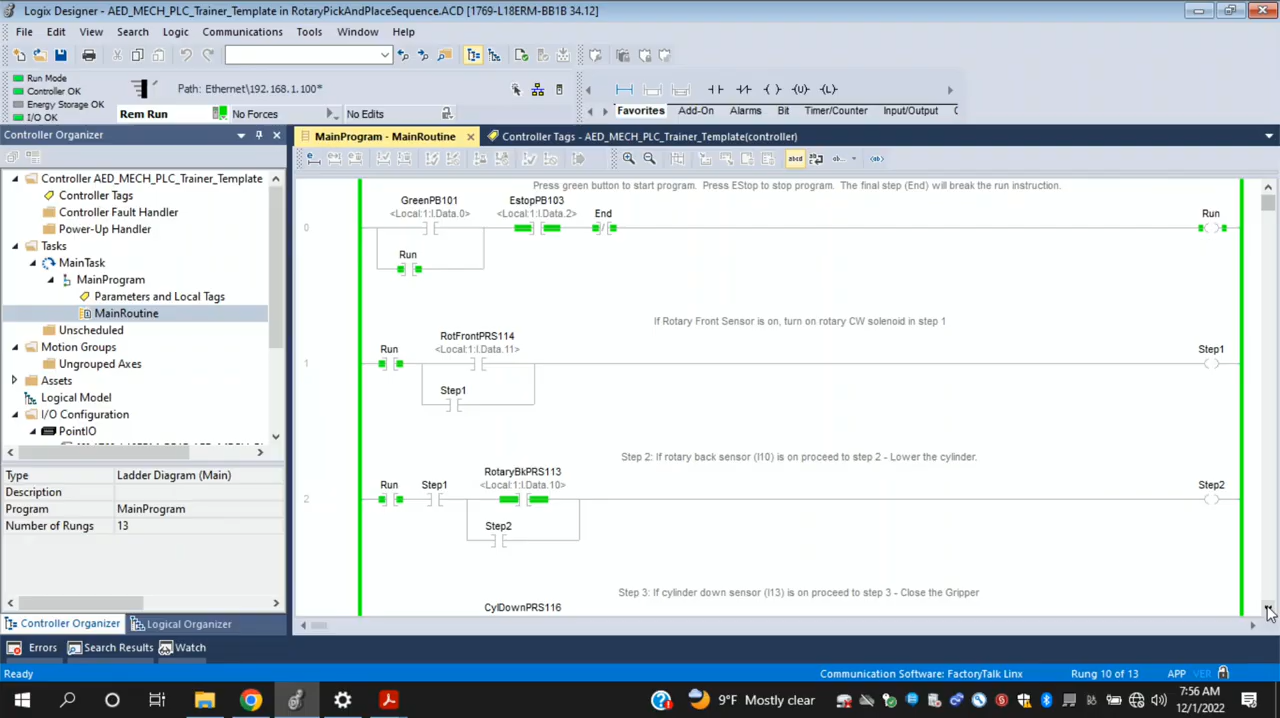 Logix Designer - AED_MECH_PLC_Trainer_Template in RotaryPickAndPlaceSequence.ACD [1769-L18ERM-BB1B 34.12]
File Edit View Search Logic Communications Tools Window Help
Run Mode
Controller OK
Energy Storage OK
I/O OK
Path: Ethernet\192.168.1.100*
Rem Run No Forces No Edits
Favorites Add-On Alarms Bit Timer/Counter Input/Output
Controller Organizer
MainProgram - MainRoutine
Controller Tags - AED_MECH_PLC_Trainer_Template(controller)
Controller AED_MECH_PLC_Trainer_Template
Controller Tags
Controller Fault Handler
Power-Up Handler
Tasks
MainTask
MainProgram
Parameters and Local Tags
MainRoutine
Unscheduled
Motion Groups
Ungrouped Axes
Assets
Logical Model
I/O Configuration
PointIO
Type Ladder Diagram (Main)
Description
Program MainProgram
Number of Rungs 13
Controller Organizer Logical Organizer
Press green button to start program. Press EStop to stop program. The final step (End) will break the run instruction.
GreenPB101 EstopPB103
<Local:1:I.Data.0> <Local:1:I.Data.2> End Run
0
Run
If Rotary Front Sensor is on, turn on rotary CW solenoid in step 1
RotFrontPRS114
Run <Local:1:I.Data.11> Step1
1
Step1
Step 2: If rotary back sensor (I10) is on proceed to step 2 - Lower the cylinder.
RotaryBkPRS113
Run Step1 <Local:1:I.Data.10> Step2
2
Step2
Step 3: If cylinder down sensor (I13) is on proceed to step 3 - Close the Gripper
CylDownPRS116
Errors Search Results Watch
Ready Communication Software: FactoryTalk Linx Rung 10 of 13 APP VER
9°F Mostly clear
7:56 AM
12/1/2022